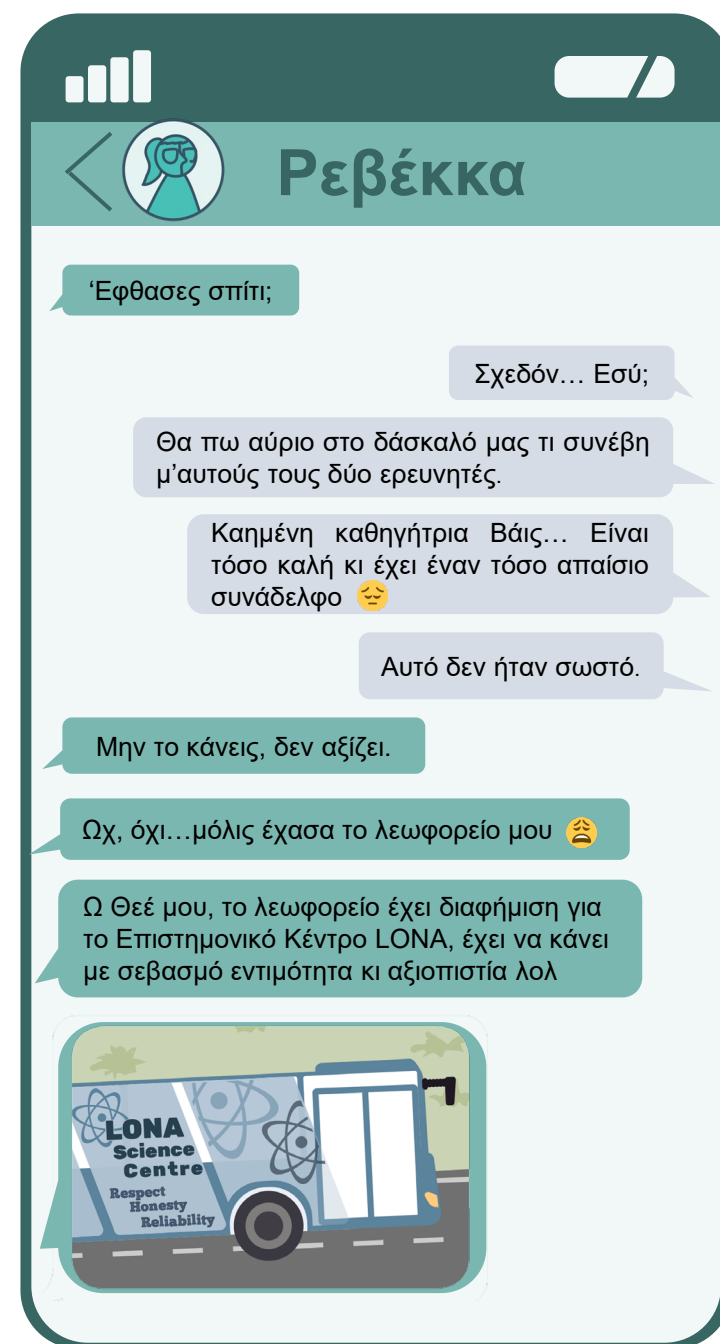 Ρεβέκκα
‘Εφθασες σπίτι;
Σχεδόν… Εσύ;
Θα πω αύριο στο δάσκαλό μας τι συνέβη
μ’αυτούς τους δύο ερευνητές.
Καημένη καθηγήτρια Βάις… Είναι
τόσο καλή κι έχει έναν τόσο απαίσιο
συνάδελφο 😔
Αυτό δεν ήταν σωστό.
Μην το κάνεις, δεν αξίζει.
Ωχ, όχι…μόλις έχασα το λεωφορείο μου 😩
Ω Θεέ μου, το λεωφορείο έχει διαφήμιση για
το Επιστημονικό Κέντρο LONA, έχει να κάνει
με σεβασμό εντιμότητα κι αξιοπιστία λολ
LONA
Science
Centre
Respect
Honesty
Reliability